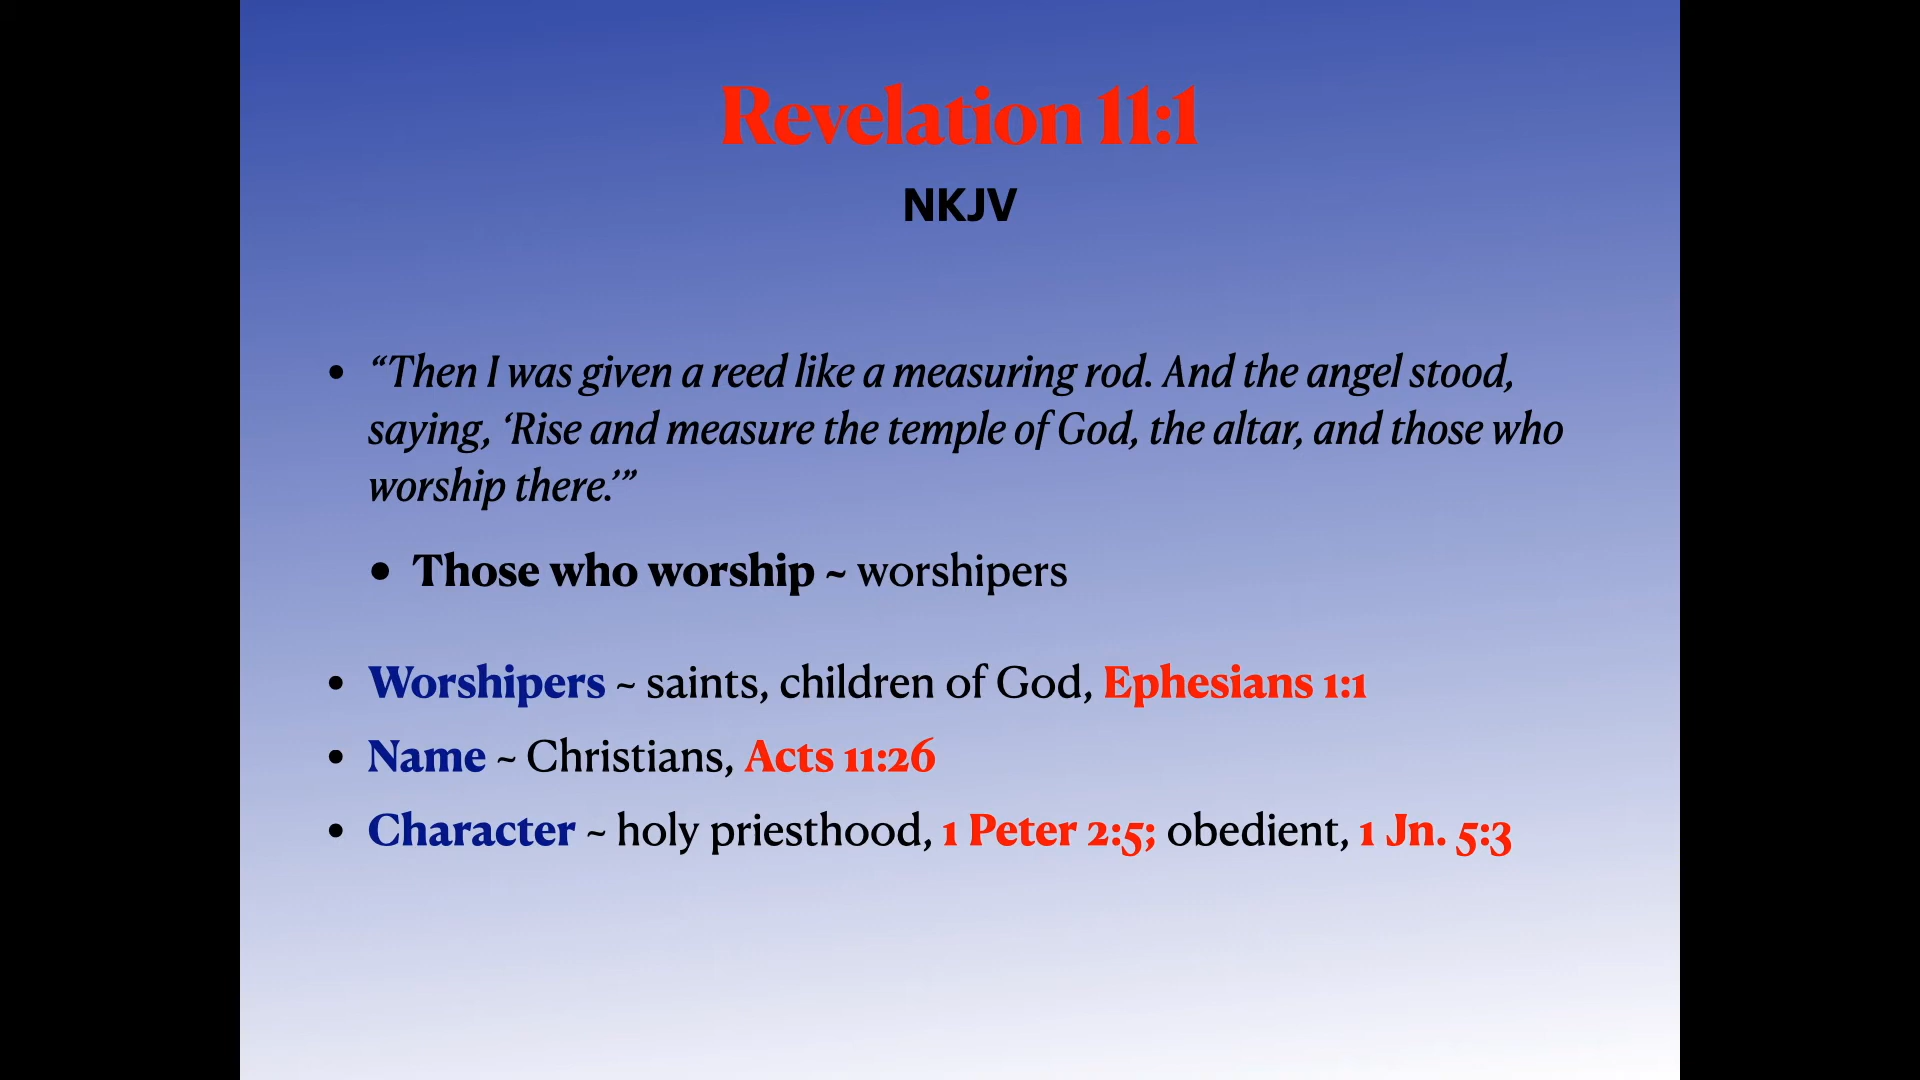 Revelation 11:1
NKJV
• “Then I was given a reed like a measuring rod. And the angel stood,
saying, ‘Rise and measure the temple of God, the altar, and those who
worship there.’”
• Those who worship ~ worshipers
• Worshipers ~ saints, children of God, Ephesians 1:1
• Name ~ Christians, Acts 11:26
• Character ~ holy priesthood, 1 Peter 2:5; obedient, 1 Jn. 5:3